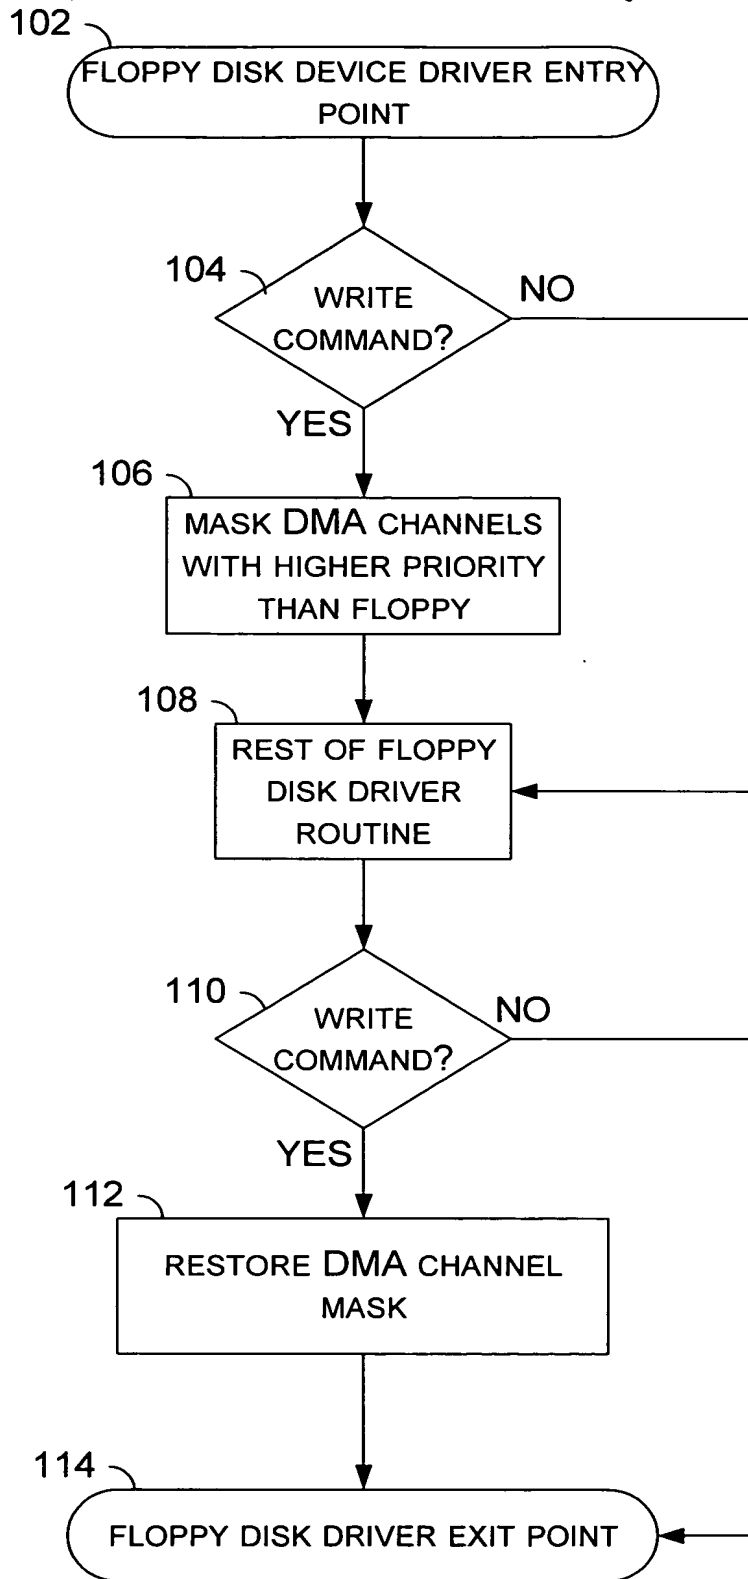 102
FLOPPY DISK DEVICE DRIVER ENTRY
POINT
104
WRITE
COMMAND?
NO
YES
106
MASK DMA CHANNELS
WITH HIGHER PRIORITY
THAN FLOPPY
108
REST OF FLOPPY
DISK DRIVER
ROUTINE
110
WRITE
COMMAND?
NO
YES
112
RESTORE DMA CHANNEL
MASK
114
FLOPPY DISK DRIVER EXIT POINT